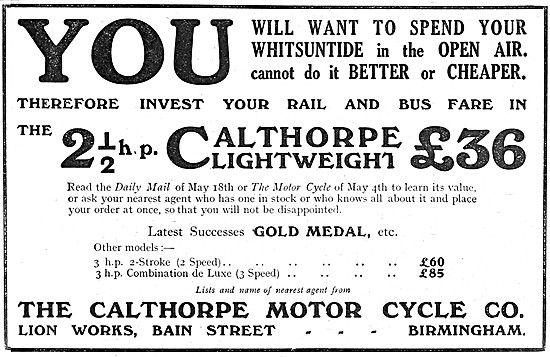 YOU WILL WANT TO SPEND YOUR
WHITSUNTIDE in the OPEN AIR.
cannot do it BETTER or CHEAPER.
THEREFORE INVEST YOUR RAIL AND BUS FARE IN
THE 2½ h.p. CALTHORPE LIGHTWEIGHT £36
Read the Daily Mail of May 18th or The Motor Cycle of May 4th to learn its value,
or ask your nearest agent who has one in stock or who knows all about it and place
your order at once, so that you will not be disappointed.
Latest Successes GOLD MEDAL, etc.
Other models:—
3 h.p. 2-Stroke (2 Speed).. .. .. .. .. .. £60
3 h.p. Combination de Luxe (3 Speed) .. .. .. .. £85
Lists and name of nearest agent from
THE CALTHORPE MOTOR CYCLE CO.
LION WORKS, BAIN STREET - - - BIRMINGHAM.